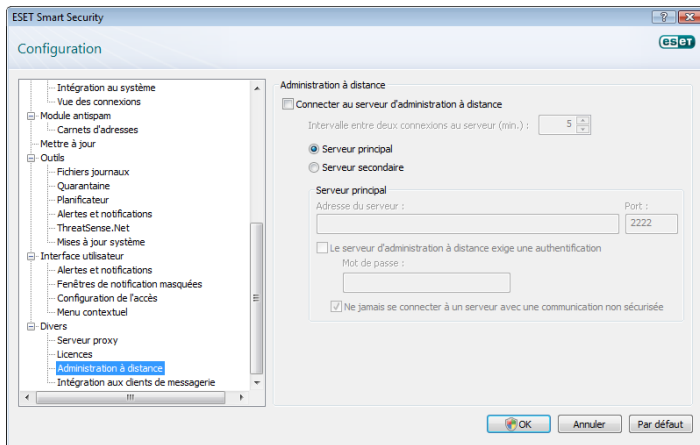 ESET Smart Security
Configuration
eseT
Intégration au système
Vue des connexions
Module antispam
Carnets d'adresses
Mettre à jour
Outils
Fichiers journaux
Quarantaine
Planificateur
Alertes et notifications
ThreatSense.Net
Mises à jour système
Interface utilisateur
Alertes et notifications
Fenêtres de notification masquées
Configuration de l'accès
Menu contextuel
Divers
Serveur proxy
Licences
Administration à distance
Intégration aux clients de messagerie
Administration à distance
Connecter au serveur d'administration à distance
Intervalle entre deux connexions au serveur (min.) : 5
Serveur principal
Serveur secondaire
Serveur principal
Adresse du serveur : Port :
2222
Le serveur d'administration à distance exige une authentification
Mot de passe :
Ne jamais se connecter à un serveur avec une communication non sécurisée
OK Annuler Par défaut